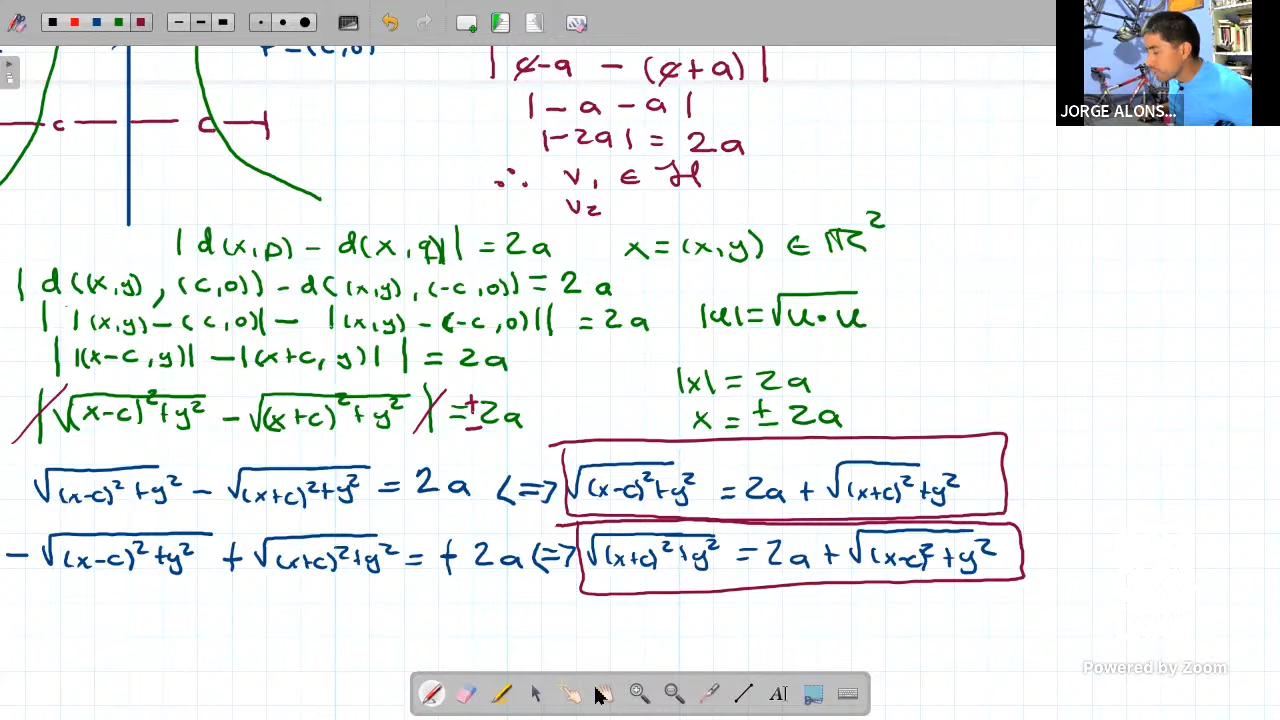 P = (c, 0)
| c - a - (c + a) |
| - a - a |
|-2a| = 2a
c — c
∴ v₁ ∈ H
v₂
| d(x, p) - d(x, q) | = 2a x = (x, y) ∈ ℝ²
| d((x, y), (c, 0)) - d((x, y), (-c, 0)) = 2a
| |(x, y) - (c, 0)| - |(x, y) - (-c, 0)| | = 2a |u| = √u · u
| |(x-c, y)| - |(x+c, y)| | = 2a
|x| = 2a
| √(x-c)² + y² - √(x+c)² + y² | = ± 2a x = ± 2a
√(x-c)² + y² - √(x+c)² + y² = 2a <=> √(x-c)² + y² = 2a + √(x+c)² + y²
- √(x-c)² + y² + √(x+c)² + y² = + 2a <=> √(x+c)² + y² = 2a + √(x-c)² + y²
JORGE ALONS...
Powered by Zoom
AI